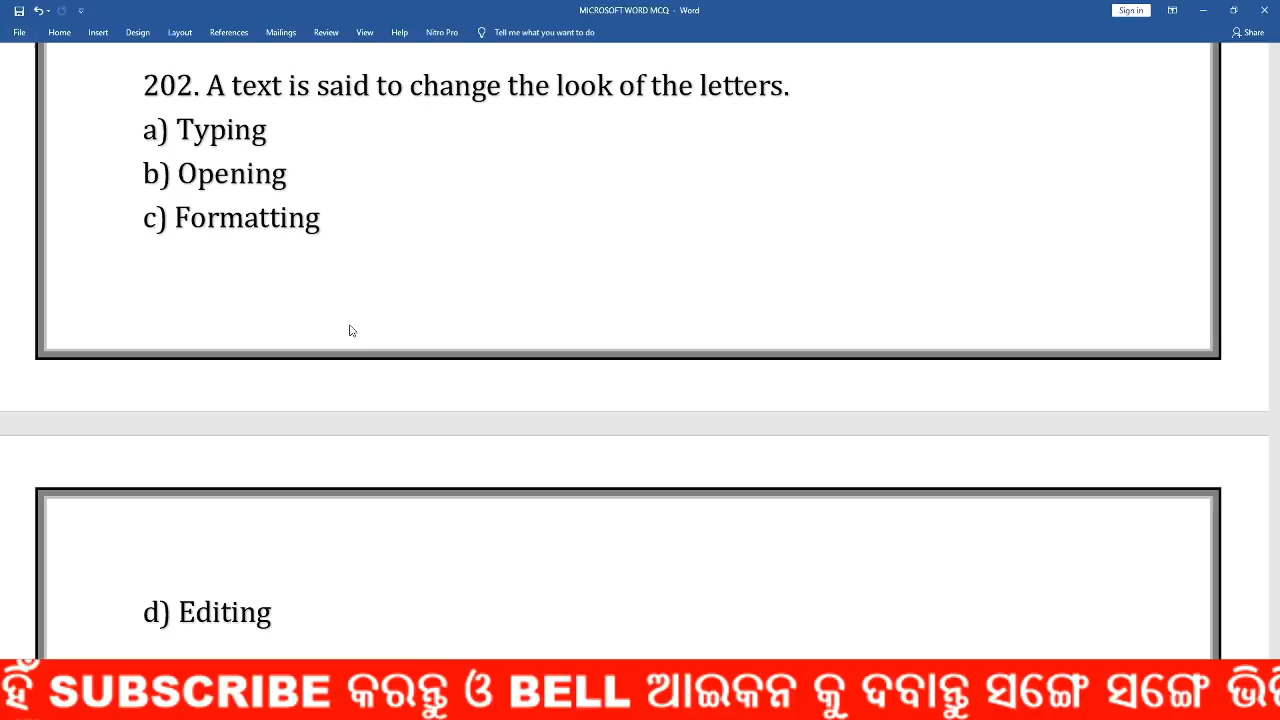 MICROSOFT WORD MCQ - Word
Sign in
File Home Insert Design Layout References Mailings Review View Help Nitro Pro Tell me what you want to do Share
202. A text is said to change the look of the letters.
a) Typing
b) Opening
c) Formatting
d) Editing
ହିଁ SUBSCRIBE କରନ୍ତୁ ଓ BELL ଆଇକନ କୁ ଦବାନ୍ତୁ ସଙ୍ଗେ ସଙ୍ଗେ